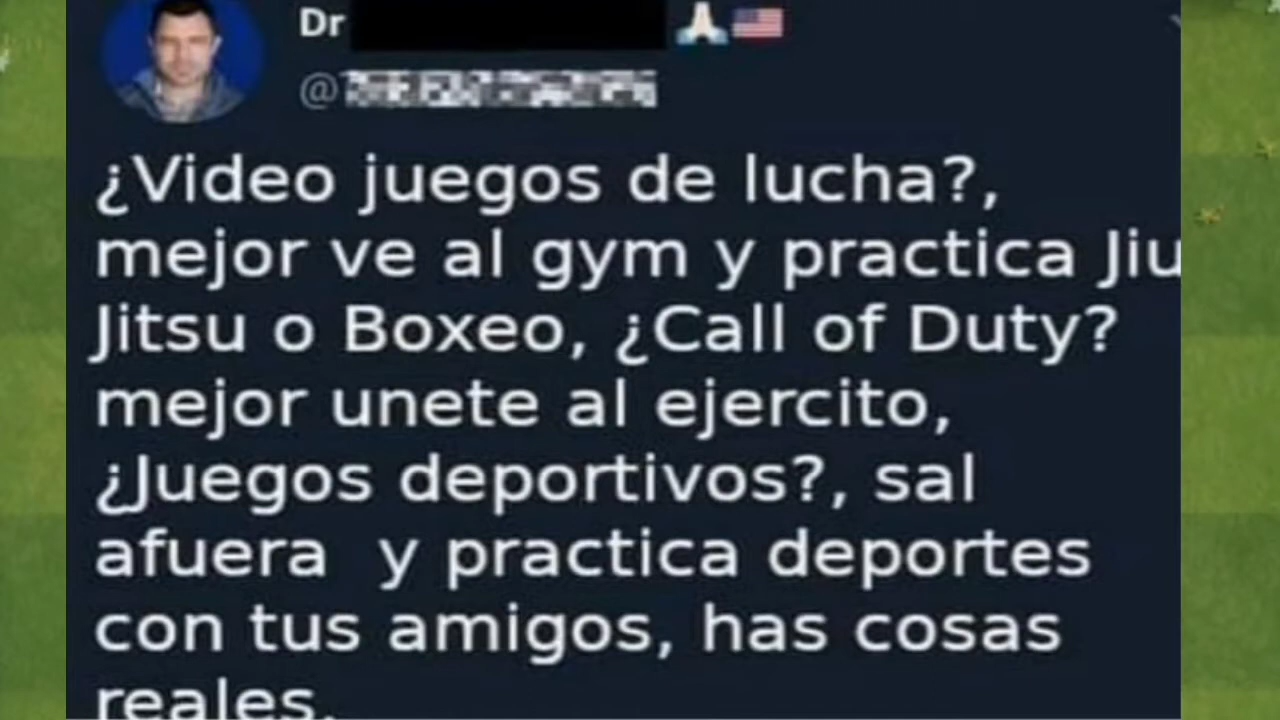 Dr
@
¿Video juegos de lucha?,
mejor ve al gym y practica Jiu
Jitsu o Boxeo, ¿Call of Duty?
mejor unete al ejercito,
¿Juegos deportivos?, sal
afuera y practica deportes
con tus amigos, has cosas
reales.